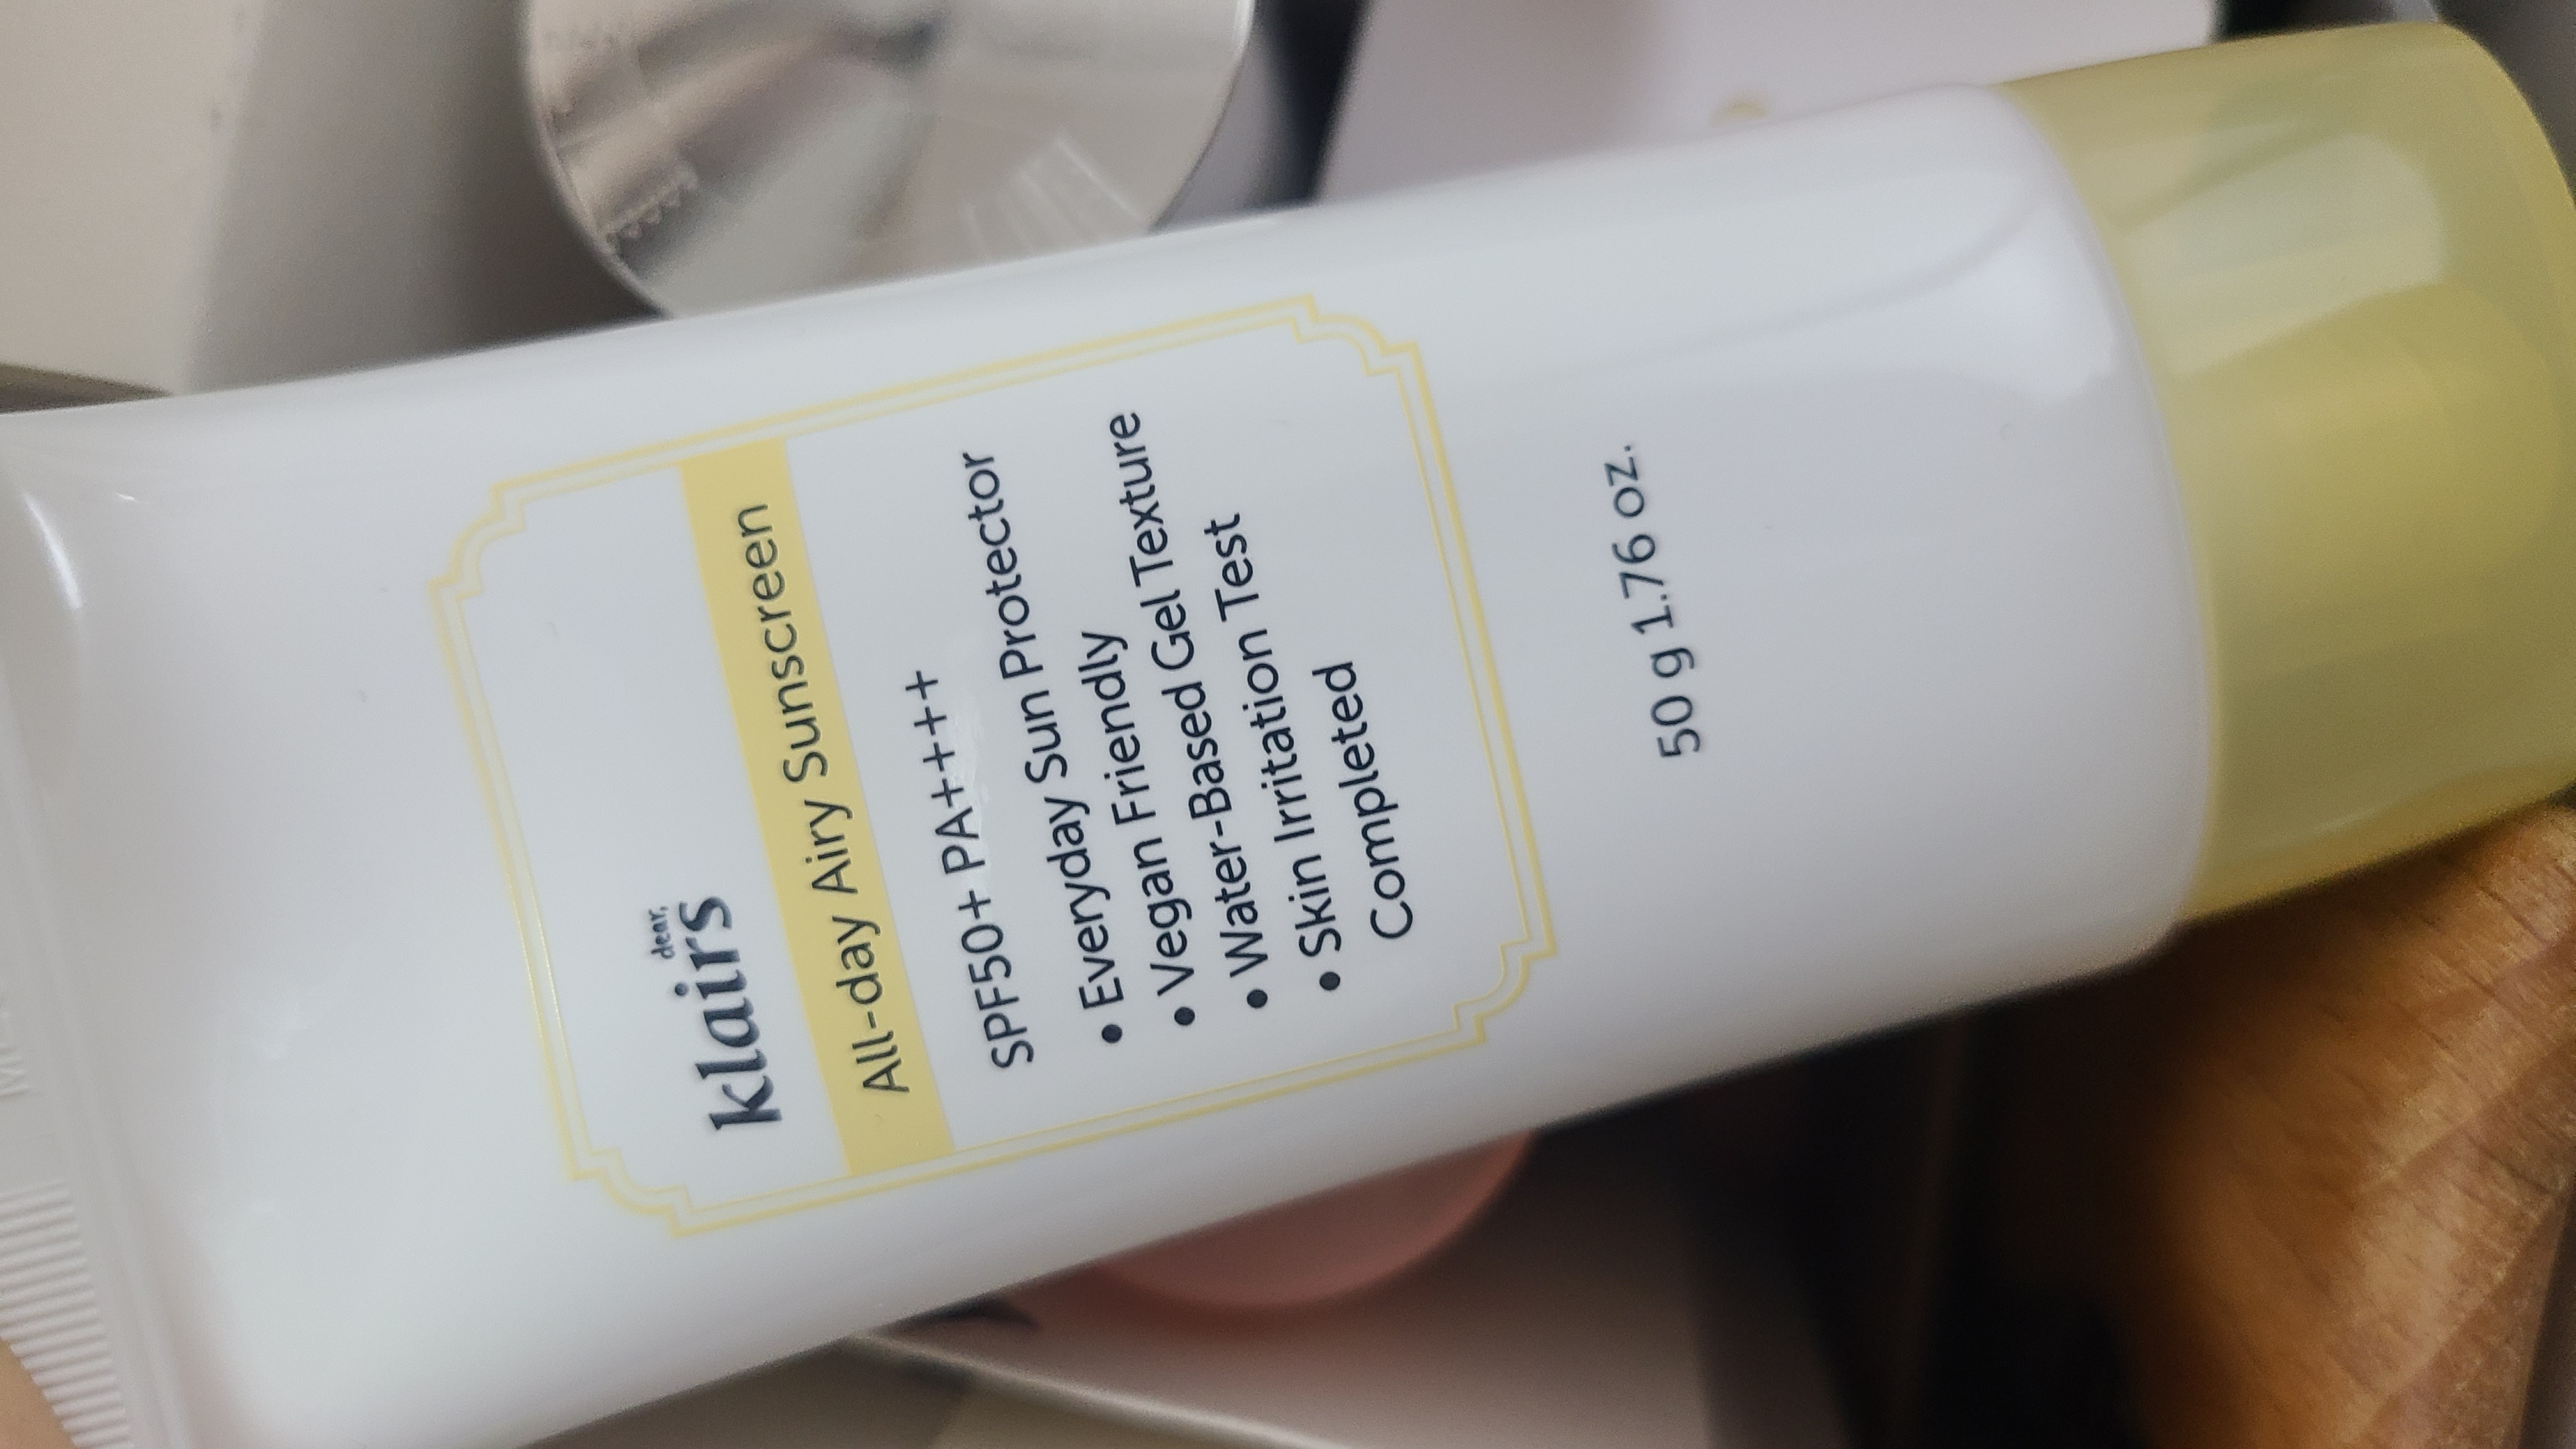 dear,
klairs
All-day Airy Sunscreen
SPF50+ PA++++
• Everyday Sun Protector
• Vegan Friendly
• Water-Based Gel Texture
• Skin Irritation Test
Completed
50 g 1.76 oz.